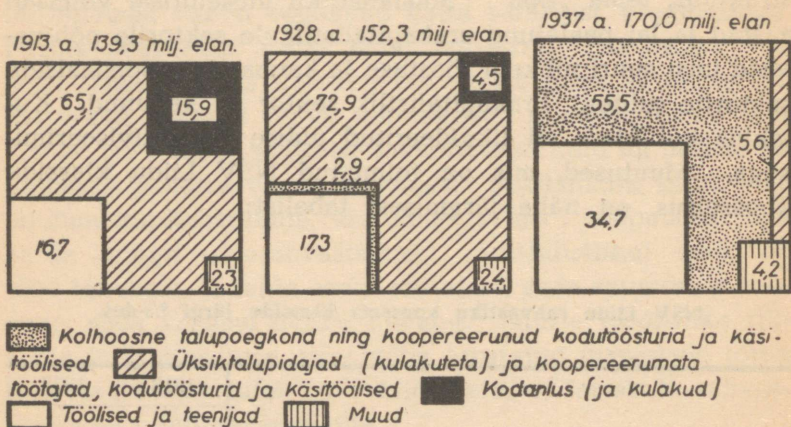 1913. a. 139,3 milj. elan.
1928. a. 152,3 milj. elan.
1937. a. 170,0 milj. elan
65,1
15,9
16,7
2,3
72,9
4,5
2,9
17,3
2,4
55,5
5,6
34,7
4,2
Kolhoosne talupoegkond ning koopereerunud kodutöösturid ja käsi-
töölised Üksiktalupidajad (kulakuteta) ja koopereerumata
töötajad, kodutöösturid ja käsitöölised Kodanlus (ja kulakud)
Töölised ja teenijad Muud